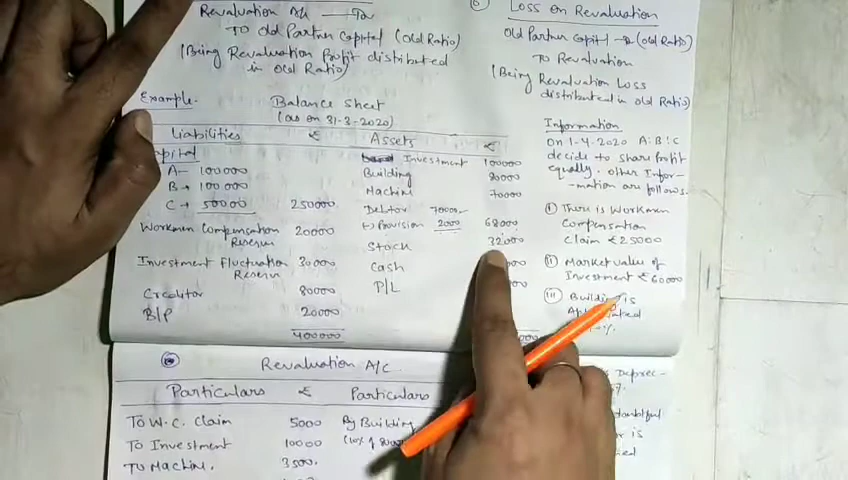 Revaluation A/c
To Old Partner Capital (Old Ratio)
(Being Revaluation Profit distributed
in Old Ratio)
Loss on Revaluation
Old Partner Capit (Old Ratio)
To Revaluation
(Being Revaluation Loss
distributed in old Ratio)
Example-
Balance Sheet
(as on 31-3-2020)
Liabilities ₹ Assets ₹
Capital
A- 100000
B- 100000
C- 50000 250000
Workmen Compensation 20000
Reserve
Investment Fluctuation 30000
Reserve
Creditor 80000
B/P 20000
400000
Investment 100000
Building 80000
Machine 70000
Debtor 70000
(-) Provision 2000 68000
Stock 32000
Cash
P/L
Information
On 1-4-2020 A.B.C
decide to share Profit
equally. Other Infor-
-mation are follows.
(i) There is Workmen
Compensation
Claim ₹25000
(ii) Market value of
Investment ₹ 60000
(iii) Building is
Revaluation A/c
Particulars ₹ Particulars
To W.C. Claim 5000 By Building
To Investment 10000
To Machine. 3500.